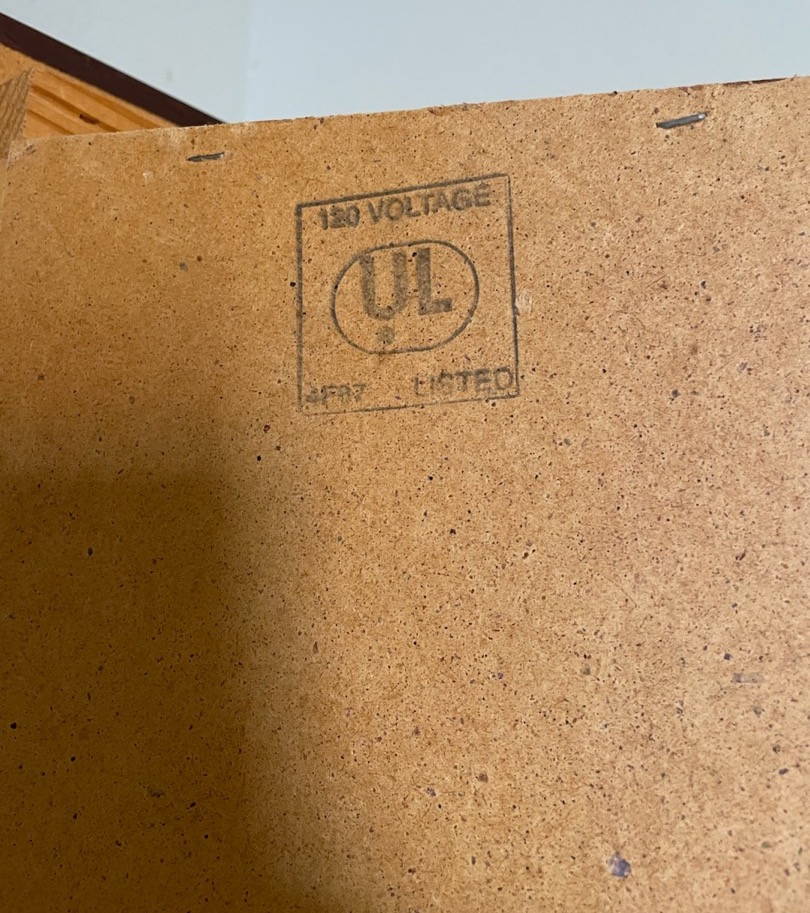 120 VOLTAGE
UL
®
LISTED